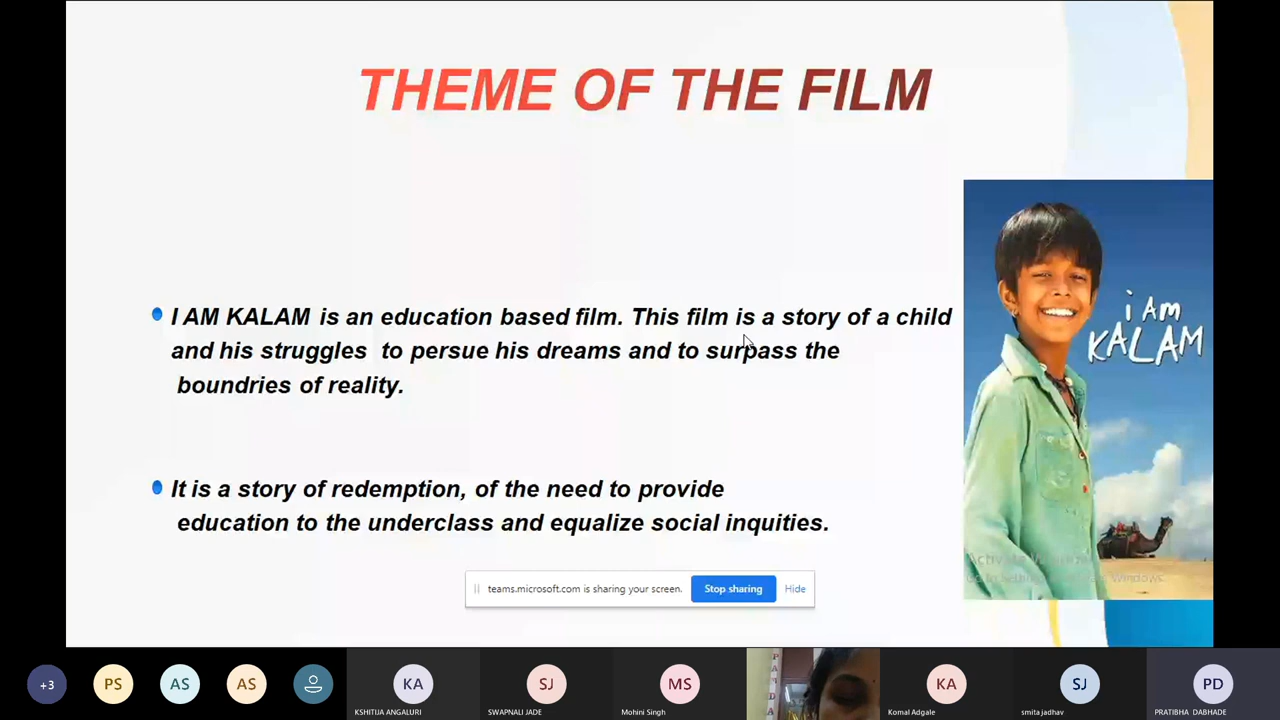 THEME OF THE FILM
I AM KALAM is an education based film. This film is a story of a child
and his struggles to persue his dreams and to surpass the
boundries of reality.
i AM
KALAM
It is a story of redemption, of the need to provide
education to the underclass and equalize social inquities.
teams.microsoft.com is sharing your screen.
Stop sharing
Hide
+3
PS
AS
AS
KA
SJ
MS
KA
SJ
PD
KSHITIJA ANGALURI
SWAPNALI JADE
Mohini Singh
Komal Adgale
smita jadhav
PRATIBHA DABHADE